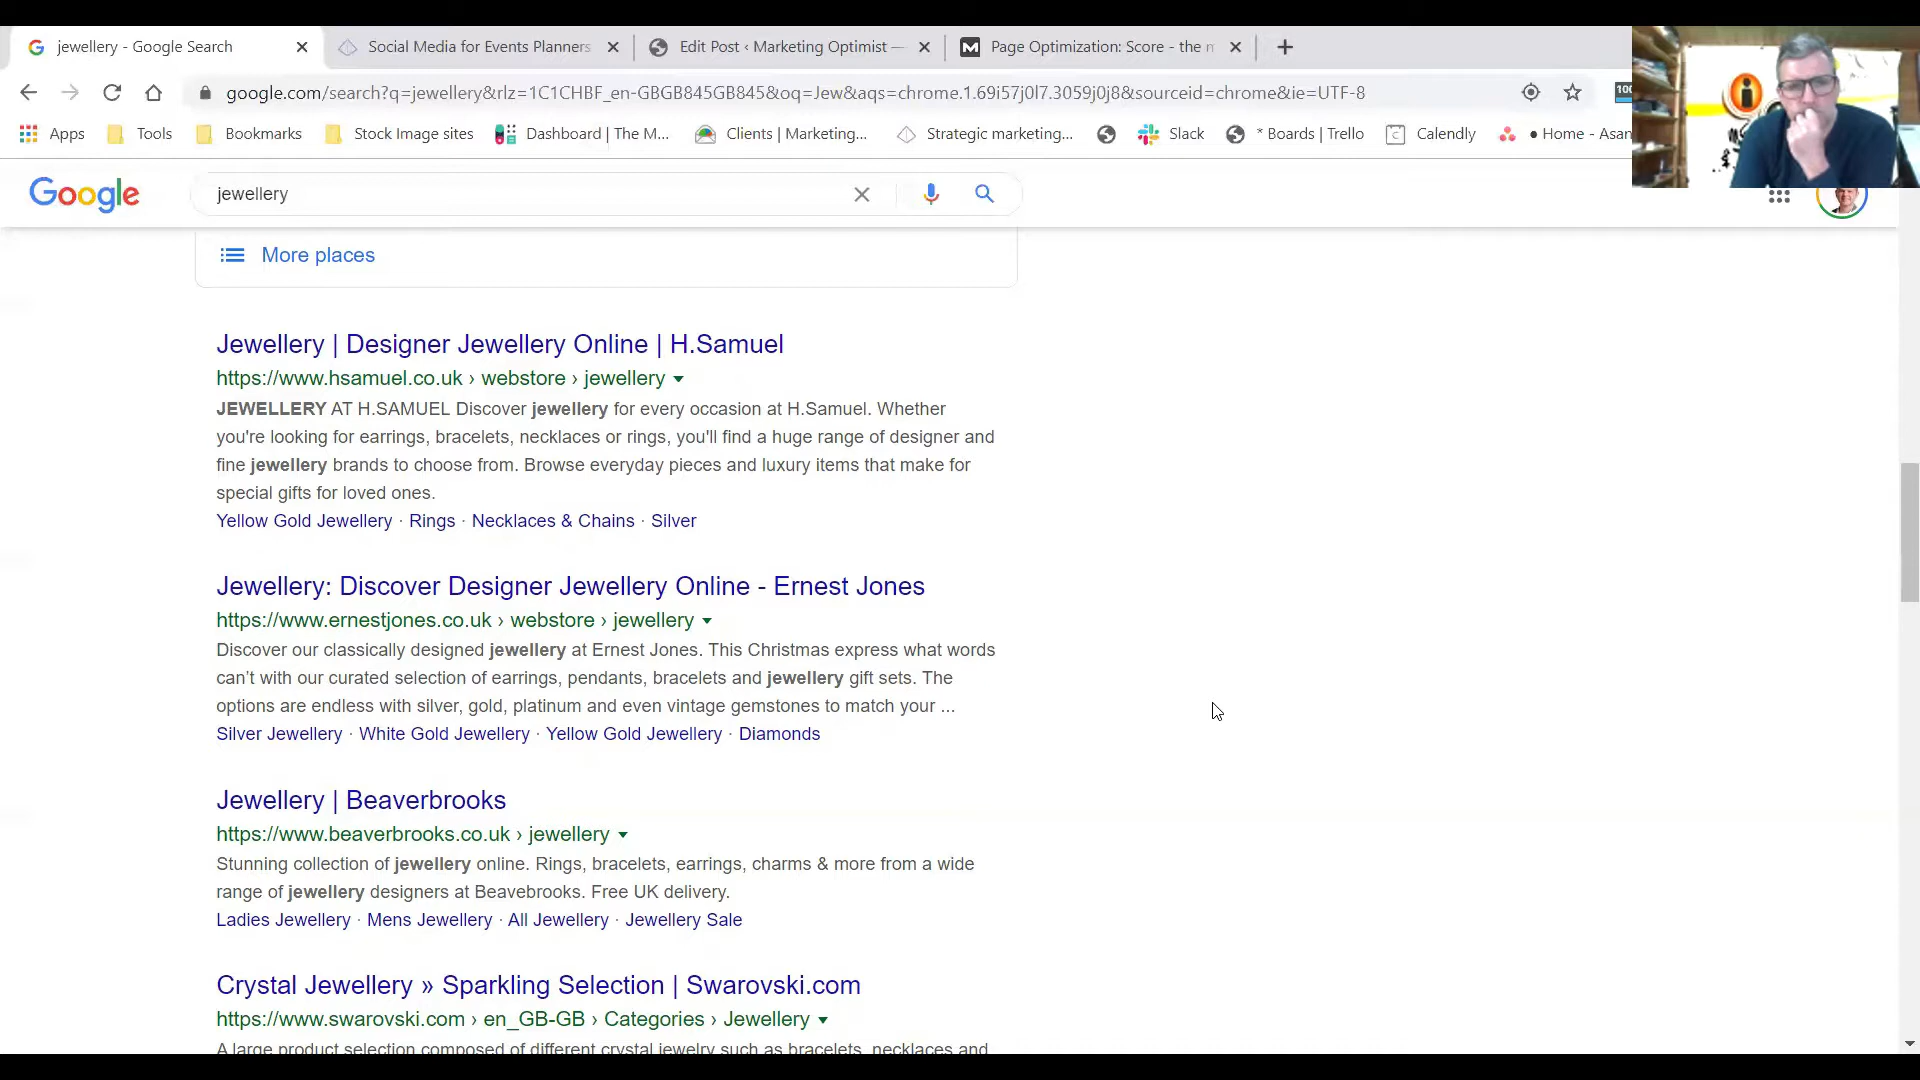 jewellery - Google Search
Social Media for Events Planners
Edit Post ‹ Marketing Optimist —
Page Optimization: Score - the m
google.com/search?q=jewellery&rlz=1C1CHBF_en-GBGB845GB845&oq=Jew&aqs=chrome.1.69i57j0l7.3059j0j8&sourceid=chrome&ie=UTF-8
100
Apps Tools Bookmarks Stock Image sites Dashboard | The M... Clients | Marketing... Strategic marketing... Slack * Boards | Trello Calendly ● Home - Asan
Google
jewellery
More places
Jewellery | Designer Jewellery Online | H.Samuel
https://www.hsamuel.co.uk › webstore › jewellery
JEWELLERY AT H.SAMUEL Discover jewellery for every occasion at H.Samuel. Whether
you're looking for earrings, bracelets, necklaces or rings, you'll find a huge range of designer and
fine jewellery brands to choose from. Browse everyday pieces and luxury items that make for
special gifts for loved ones.
Yellow Gold Jewellery · Rings · Necklaces & Chains · Silver
Jewellery: Discover Designer Jewellery Online - Ernest Jones
https://www.ernestjones.co.uk › webstore › jewellery
Discover our classically designed jewellery at Ernest Jones. This Christmas express what words
can't with our curated selection of earrings, pendants, bracelets and jewellery gift sets. The
options are endless with silver, gold, platinum and even vintage gemstones to match your ...
Silver Jewellery · White Gold Jewellery · Yellow Gold Jewellery · Diamonds
Jewellery | Beaverbrooks
https://www.beaverbrooks.co.uk › jewellery
Stunning collection of jewellery online. Rings, bracelets, earrings, charms & more from a wide
range of jewellery designers at Beavebrooks. Free UK delivery.
Ladies Jewellery · Mens Jewellery · All Jewellery · Jewellery Sale
Crystal Jewellery » Sparkling Selection | Swarovski.com
https://www.swarovski.com › en_GB-GB › Categories › Jewellery
A large product selection composed of different crystal jewelry such as bracelets, necklaces and